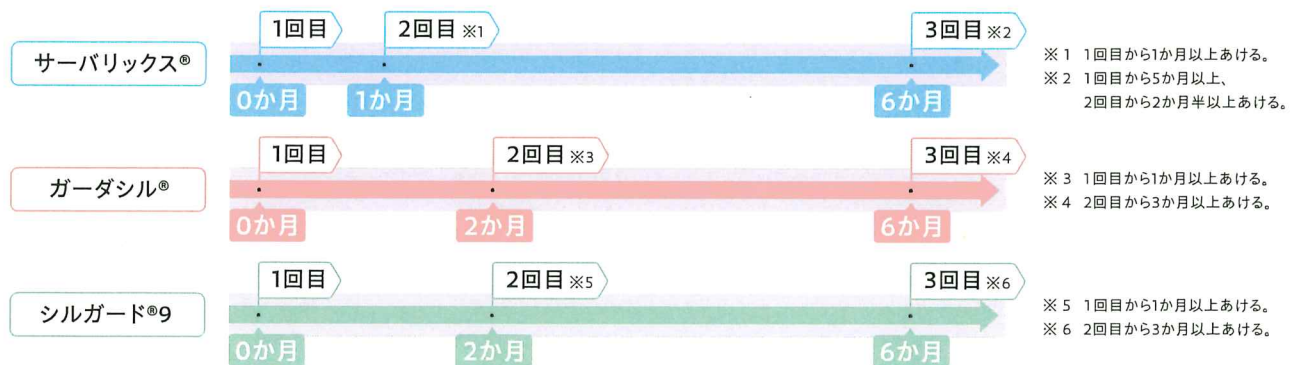 サーバリックス®
1回目
2回目 ※1
3回目 ※2
0か月
1か月
6か月
※1 1回目から1か月以上あける。
※2 1回目から5か月以上、
2回目から2か月半以上あける。
ガーダシル®
1回目
2回目 ※3
3回目 ※4
0か月
2か月
6か月
※3 1回目から1か月以上あける。
※4 2回目から3か月以上あける。
シルガード®9
1回目
2回目 ※5
3回目 ※6
0か月
2か月
6か月
※5 1回目から1か月以上あける。
※6 2回目から3か月以上あける。